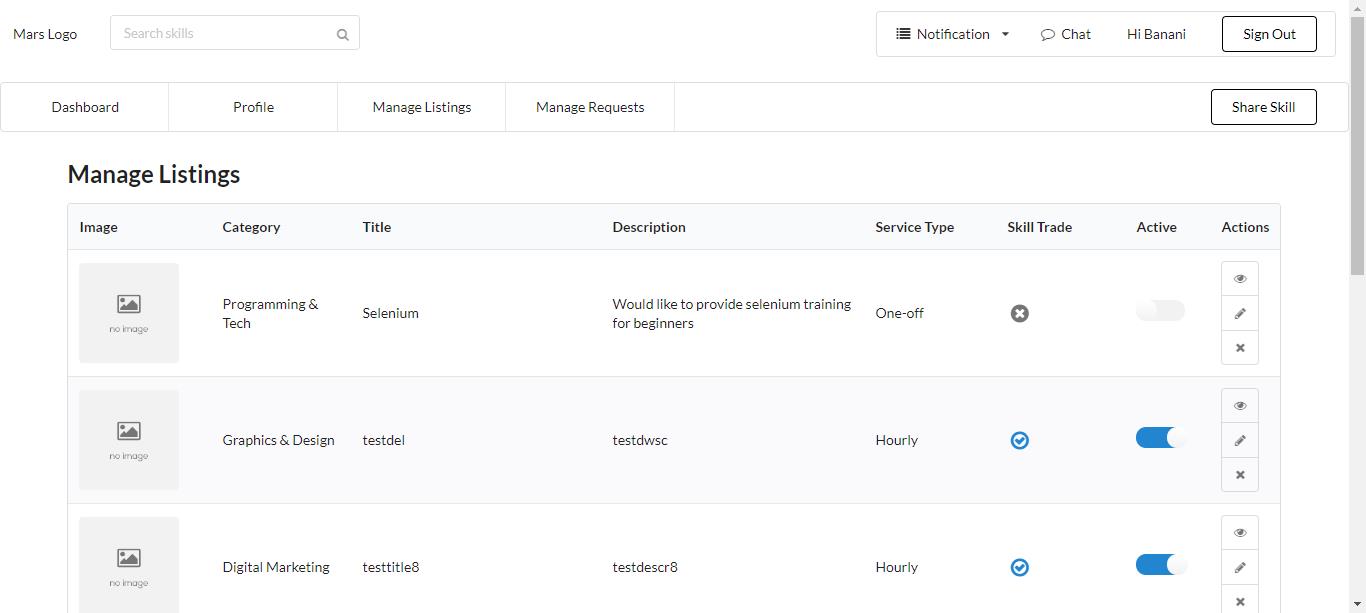 Mars Logo
Search skills
Notification
Chat
Hi Banani
Sign Out
Dashboard
Profile
Manage Listings
Manage Requests
Share Skill
Manage Listings
Image
Category
Title
Description
Service Type
Skill Trade
Active
Actions
no image
Programming &
Tech
Selenium
Would like to provide selenium training
for beginners
One-off
no image
Graphics & Design
testdel
testdwsc
Hourly
no image
Digital Marketing
testtitle8
testdescr8
Hourly